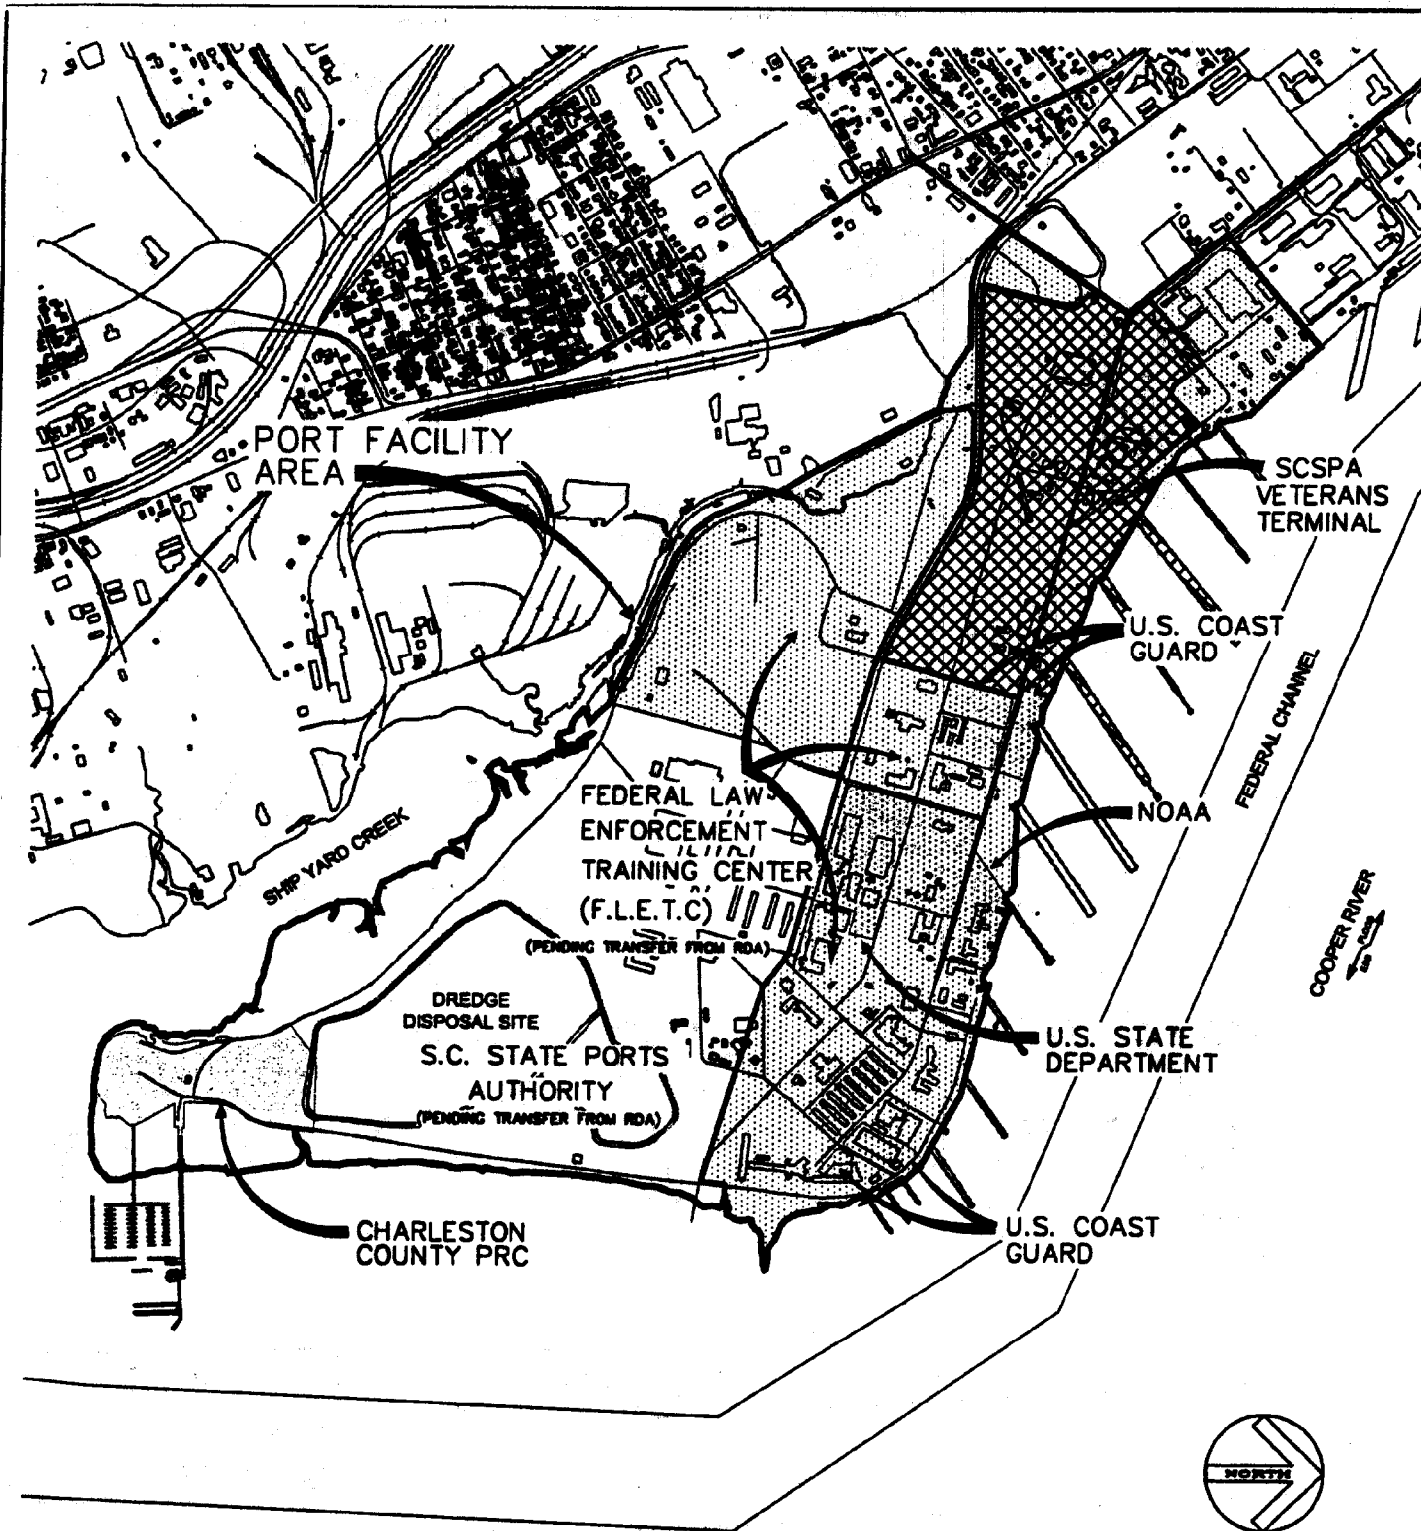 PORT FACILITY
AREA
SCSPA
VETERANS
TERMINAL
U.S. COAST
GUARD
FEDERAL CHANNEL
NOAA
FEDERAL LAW
ENFORCEMENT
TRAINING CENTER
(F.L.E.T.C)
(PENDING TRANSFER FROM RDA)
SHIP YARD CREEK
COOPER RIVER
DREDGE
DISPOSAL SITE
S.C. STATE PORTS
AUTHORITY
(PENDING TRANSFER FROM RDA)
U.S. STATE
DEPARTMENT
CHARLESTON
COUNTY PRC
U.S. COAST
GUARD
NORTH